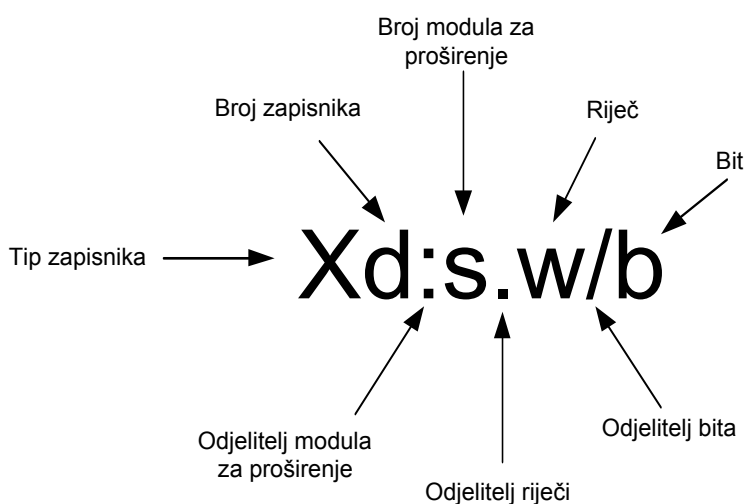 Broj modula za
proširenje
Broj zapisnika
Riječ
Bit
Tip zapisnika
Xd:s.w/b
Odjelitelj modula
za proširenje
Odjelitelj bita
Odjelitelj riječi